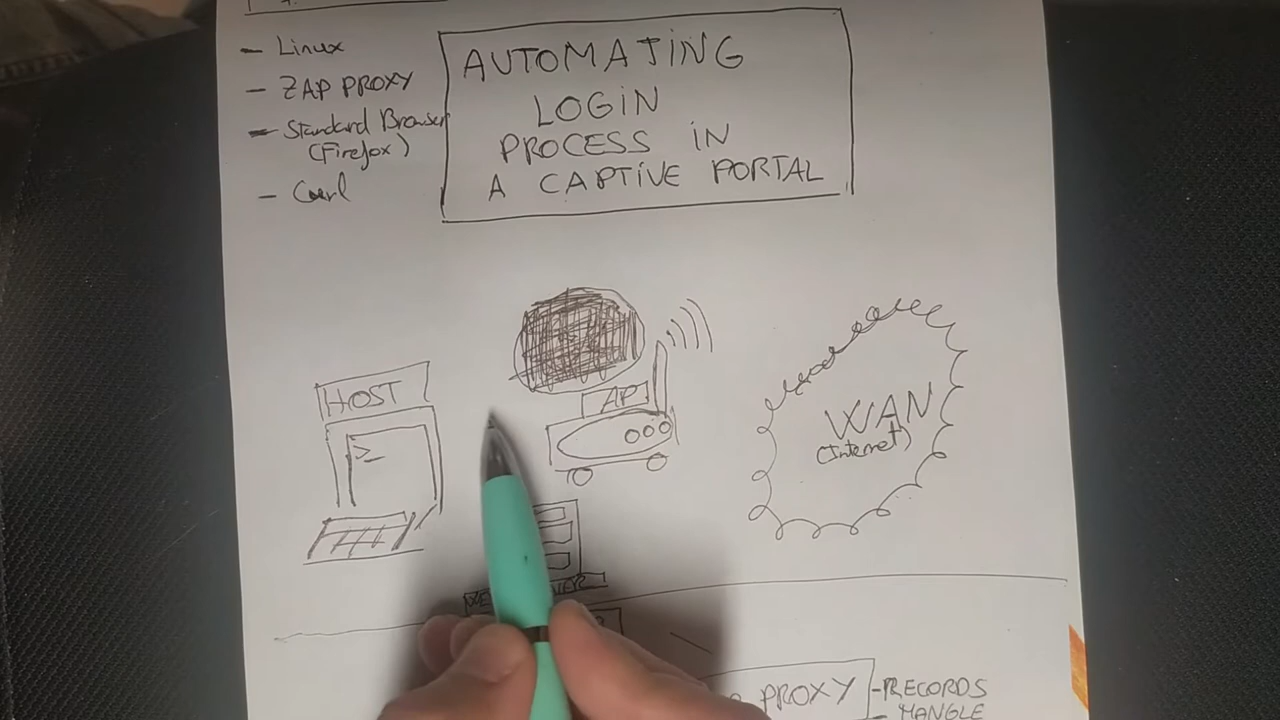 - Linux
- ZAP PROXY
- Standard Browser
(Firefox)
- Curl
AUTOMATING
LOGIN
PROCESS IN
A CAPTIVE PORTAL
HOST
>_
AP
WAN
(Internet)
PROXY
- RECORDS
- MANGLE